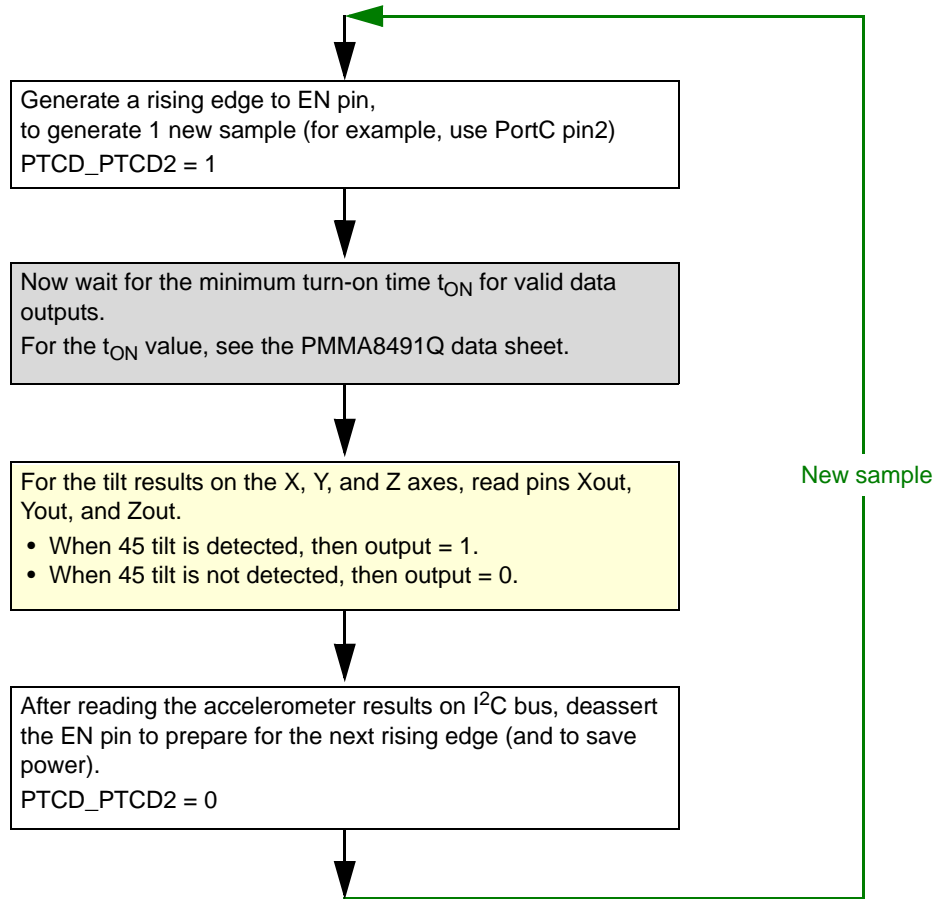 Generate a rising edge to EN pin,
to generate 1 new sample (for example, use PortC pin2)
PTCD_PTCD2 = 1
Now wait for the minimum turn-on time tON for valid data
outputs.
For the tON value, see the PMMA8491Q data sheet.
For the tilt results on the X, Y, and Z axes, read pins Xout,
Yout, and Zout.
• When 45 tilt is detected, then output = 1.
• When 45 tilt is not detected, then output = 0.
New sample
After reading the accelerometer results on I2C bus, deassert
the EN pin to prepare for the next rising edge (and to save
power).
PTCD_PTCD2 = 0